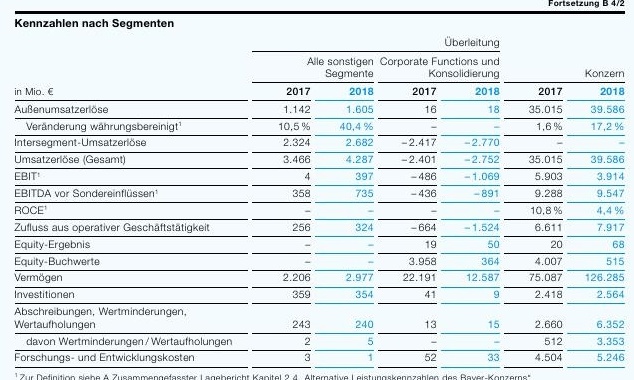 Fortsetzung B 4/2
Kennzahlen nach Segmenten
Überleitung
Alle sonstigen Segmente Corporate Functions und Konsolidierung Konzern
in Mio. € 2017 2018 2017 2018 2017 2018
Außenumsatzerlöse 1.142 1.605 16 18 35.015 39.586
Veränderung währungsbereinigt¹ 10,5 % 40,4 % – – 1,6 % 17,2 %
Intersegment-Umsatzerlöse 2.324 2.682 –2.417 –2.770 – –
Umsatzerlöse (Gesamt) 3.466 4.287 –2.401 –2.752 35.015 39.586
EBIT¹ 4 397 –486 –1.069 5.903 3.914
EBITDA vor Sondereinflüssen¹ 358 735 –436 –891 9.288 9.547
ROCE¹ – – – – 10,8 % 4,4 %
Zufluss aus operativer Geschäftstätigkeit 256 324 –664 –1.524 6.611 7.917
Equity-Ergebnis – – 19 50 20 68
Equity-Buchwerte – – 3.958 364 4.007 515
Vermögen 2.206 2.977 22.191 12.587 75.087 126.285
Investitionen 359 354 41 9 2.418 2.564
Abschreibungen, Wertminderungen,
Wertaufholungen 243 240 13 15 2.660 6.352
davon Wertminderungen / Wertaufholungen 2 5 – – 512 3.353
Forschungs- und Entwicklungskosten 3 1 52 33 4.504 5.246
¹ Zur Definition siehe A Zusammengefasster Lagebericht Kapitel 2.4 „Alternative Leistungskennzahlen des Bayer-Konzerns“